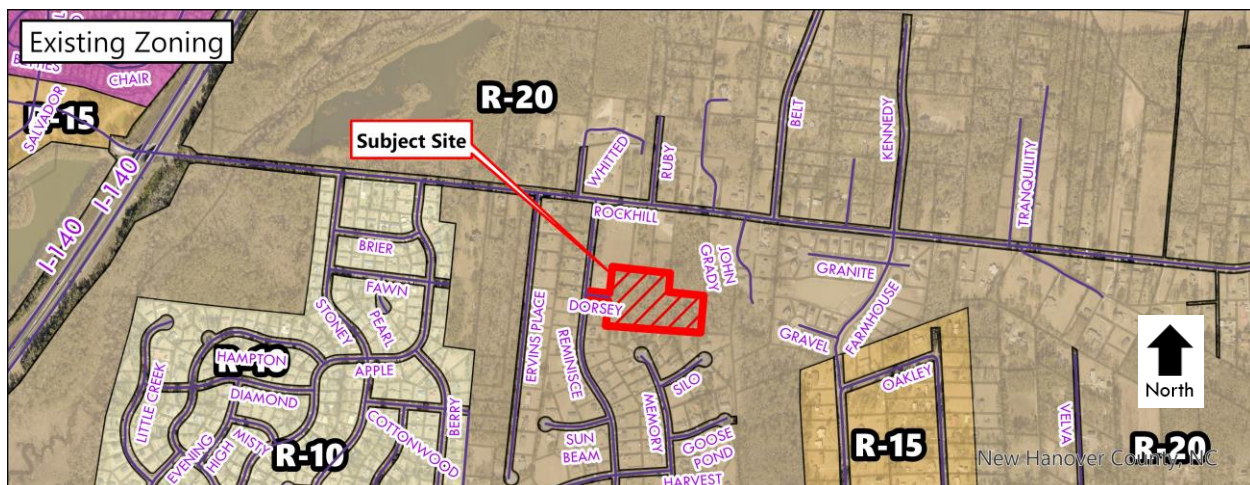 Existing Zoning
CHAIR
SALVADOR
R-15
I-140
I-140
R-20
Subject Site
WHITTED
RUBY
BELT
KENNEDY
TRANQUILITY
ROCKHILL
BRIER
FAWN
STONEY
PEARL
APPLE
HAMPTON
LITTLE CREEK
DIAMOND
EVENING
HIGH
MISTY
R-10
COTTONWOOD
BERRY
ERVINS PLACE
DORSEY
REMINISCE
JOHN
GRADY
GRANITE
GRAVEL
FARMHOUSE
OAKLEY
SILO
MEMORY
GOOSE
POND
SUN
BEAM
HARVEST
R-15
VELVA
North
R-20
New Hanover County, NC